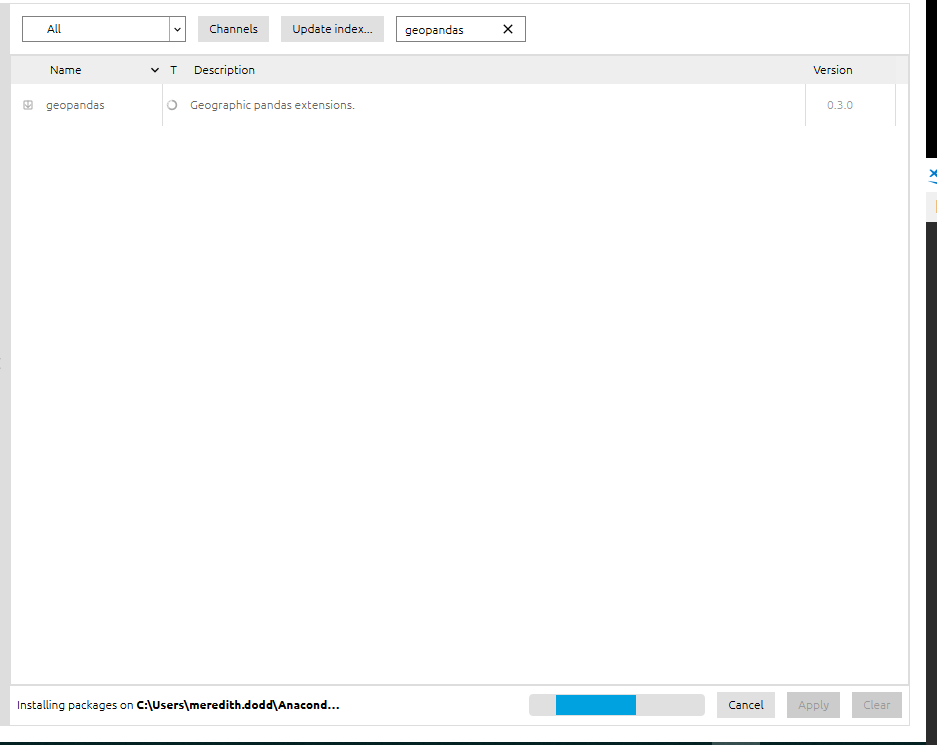 All Channels Update index... geopandas
Name T Description Version
geopandas Geographic pandas extensions. 0.3.0
Installing packages on C:\Users\meredith.dodd\Anacond... Cancel Apply Clear